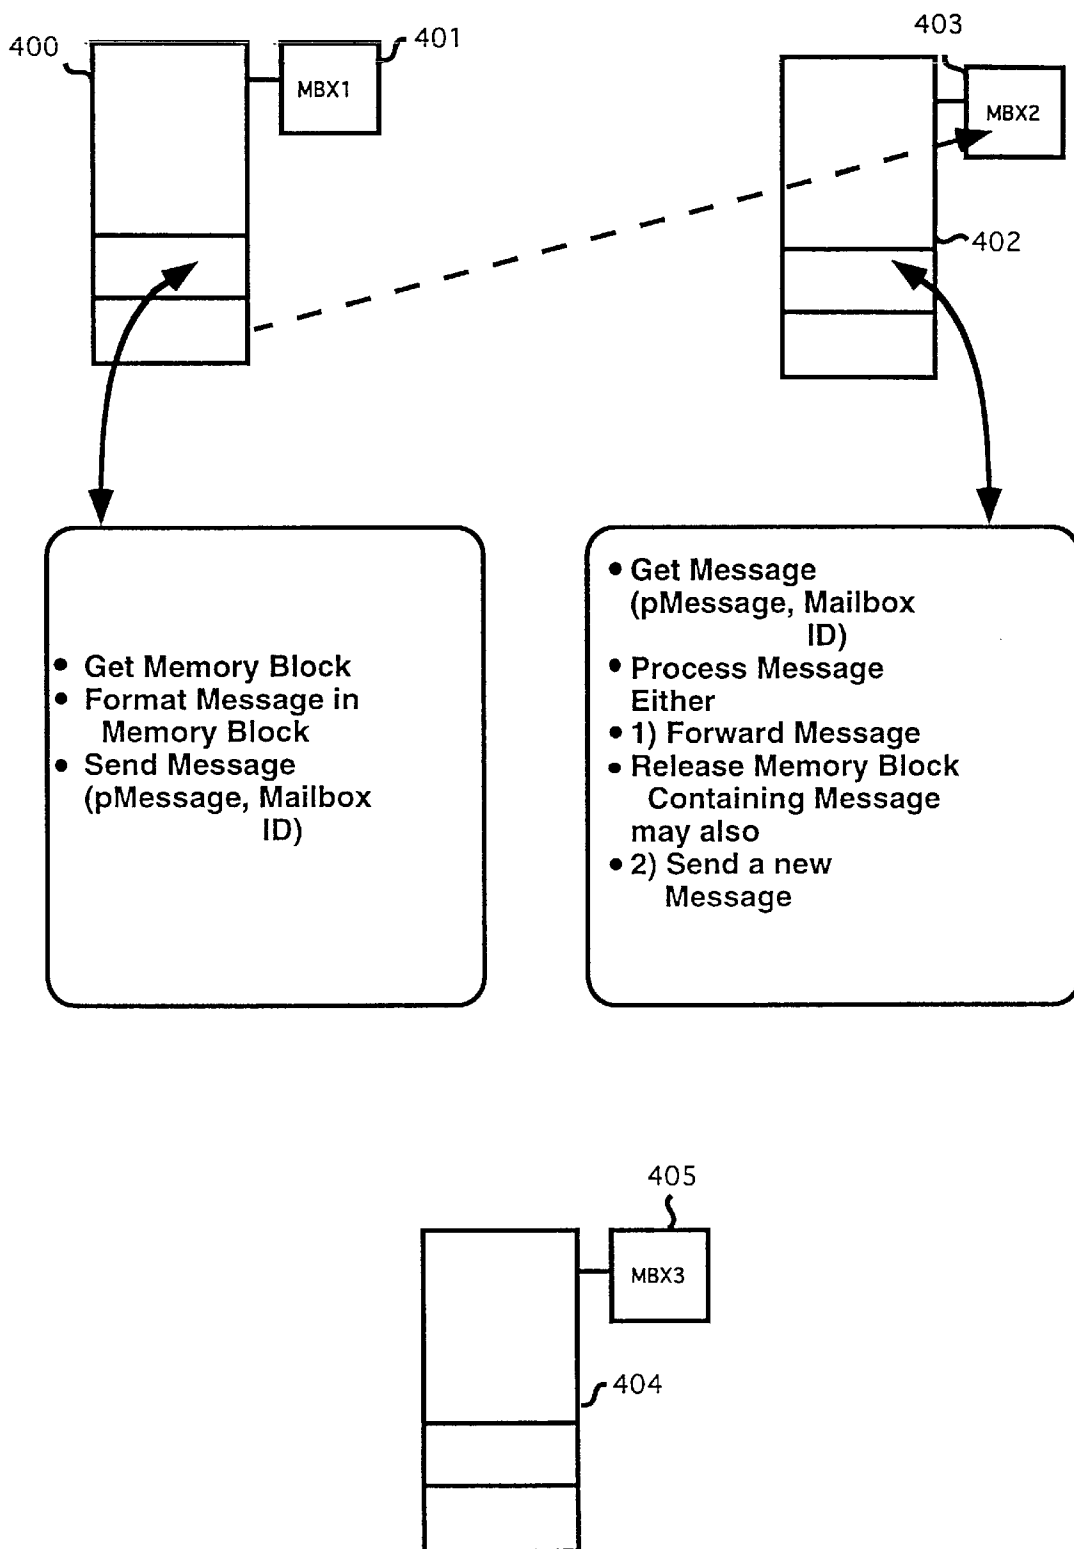 400
401
MBX1
403
MBX2
402
• Get Memory Block
• Format Message in
Memory Block
• Send Message
(pMessage, Mailbox
ID)
• Get Message
(pMessage, Mailbox
ID)
• Process Message
Either
• 1) Forward Message
• Release Memory Block
Containing Message
may also
• 2) Send a new
Message
405
MBX3
404